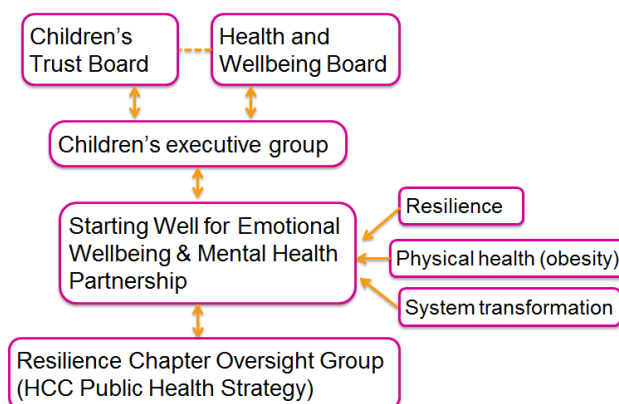 Children’s
Trust Board
Health and
Wellbeing Board
Children’s executive group
Starting Well for Emotional
Wellbeing & Mental Health
Partnership
Resilience
Physical health (obesity)
System transformation
Resilience Chapter Oversight Group
(HCC Public Health Strategy)